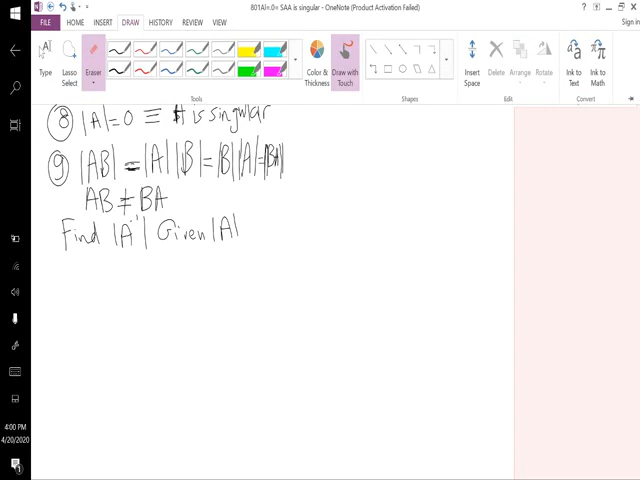 801Al=:0= SAA is singular - OneNote (Product Activation Failed)
? 
FILE HOME INSERT DRAW HISTORY REVIEW VIEW
Sign in
Type
Lasso Select
Eraser
Color & Thickness
Draw with Touch
Insert Space
Delete
Arrange
Rotate
Ink to Text
Ink to Math
Tools
Shapes
Edit
Convert
⑧ |A|=0 ≡ A is singular
⑨ |AB| = |A| |B| = |B| |A| = |BA|
AB ≠ BA
Find |A⁻¹| Given |A|
4:00 PM
4/20/2020
1